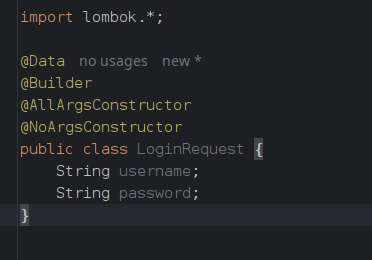 import lombok.*;
@Data no usages new *
@Builder
@AllArgsConstructor
@NoArgsConstructor
public class LoginRequest {
    String username;
    String password;
}